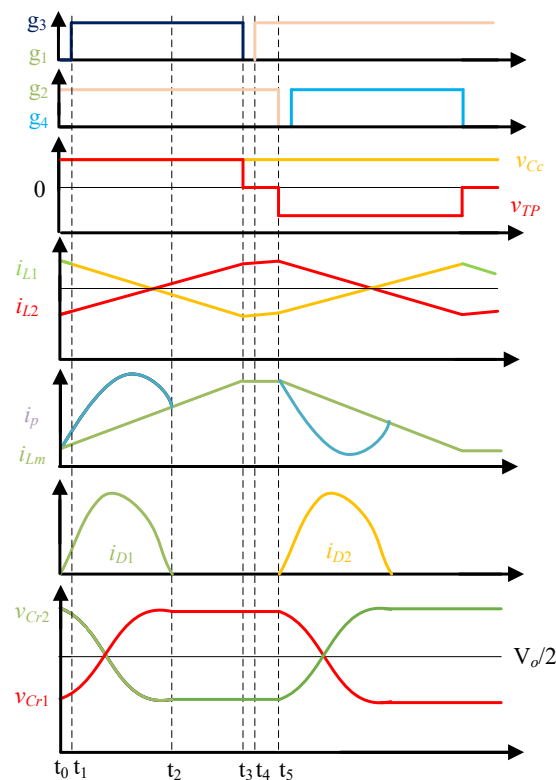 g3
g1
g2
g4
0
vCc
vTP
iL1
iL2
ip
iLm
iD1
iD2
vCr2
vCr1
Vo/2
t0 t1 t2 t3 t4 t5